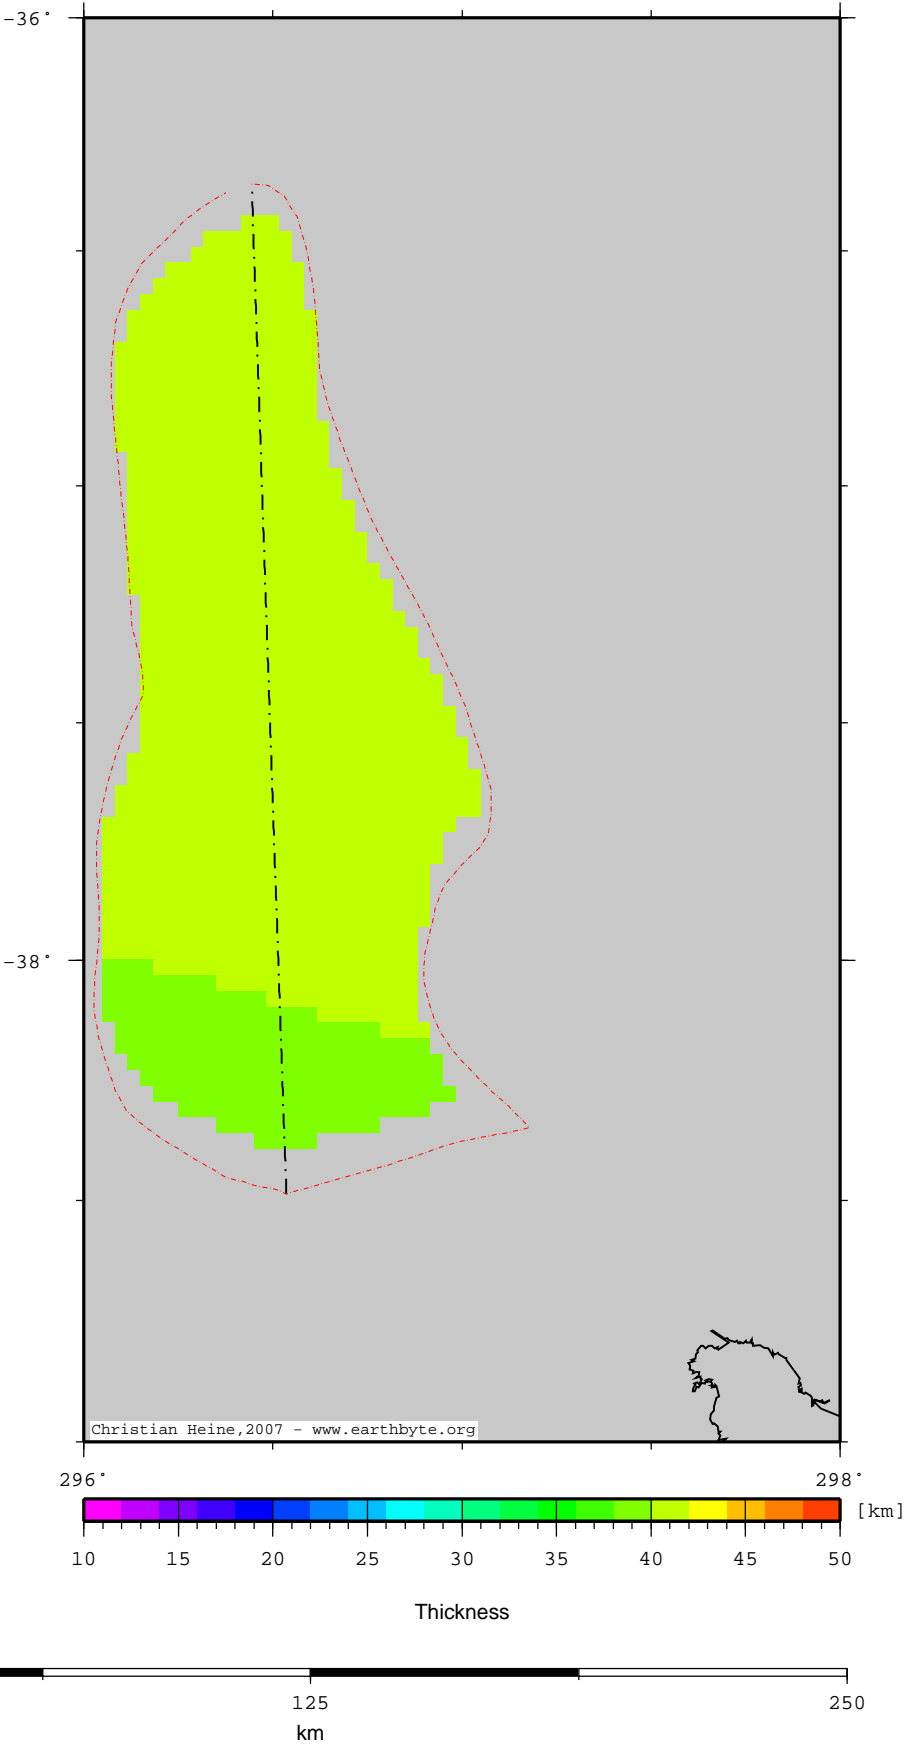 -36°
-38°
Christian Heine,2007 - www.earthbyte.org
296° 298°
[km]
10 15 20 25 30 35 40 45 50
Thickness
125 250
km